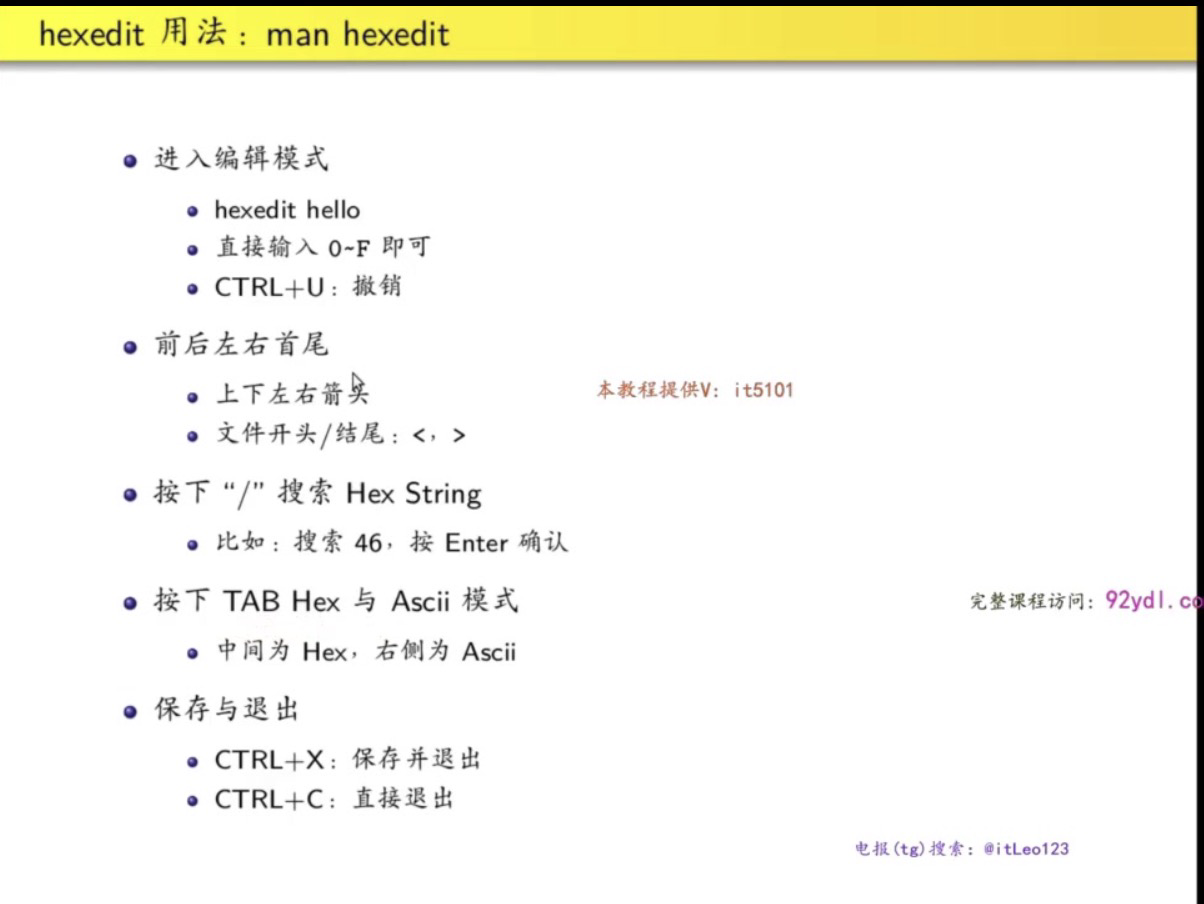 hexedit 用法：man hexedit
进入编辑模式
hexedit hello
直接输入 0~F 即可
CTRL+U：撤销
前后左右首尾
上下左右箭头
本教程提供V：it5101
文件开头/结尾：<，>
按下 “/” 搜索 Hex String
比如：搜索 46，按 Enter 确认
按下 TAB Hex 与 Ascii 模式
完整课程访问：92ydl.co
中间为 Hex，右侧为 Ascii
保存与退出
CTRL+X：保存并退出
CTRL+C：直接退出
电报(tg)搜索：@itLeo123